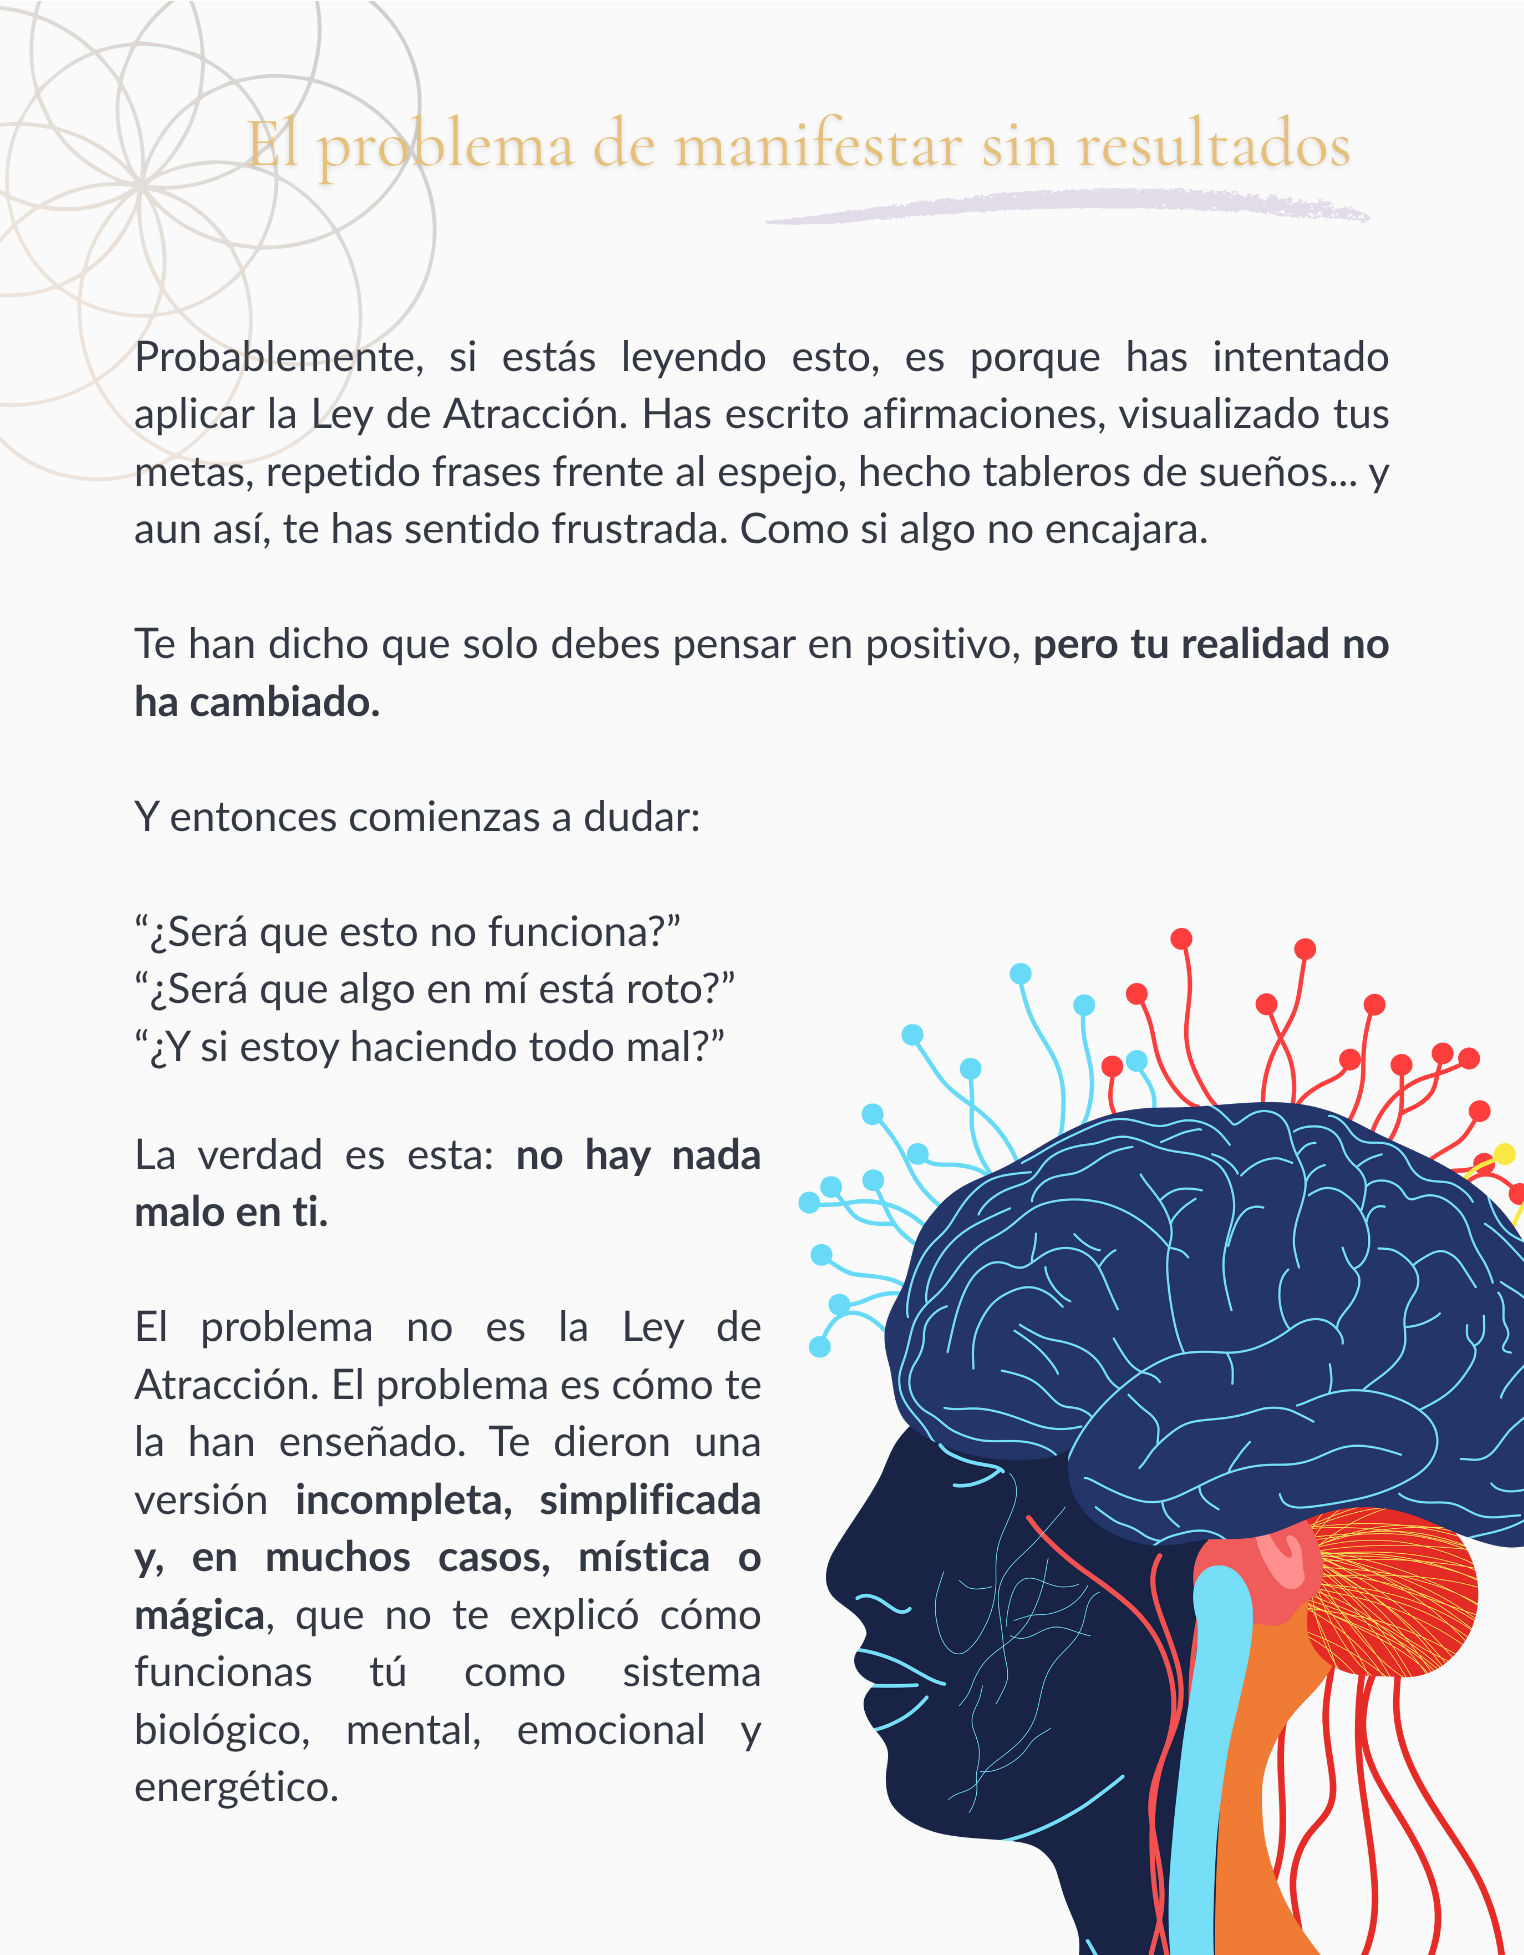 El problema de manifestar sin resultados
Probablemente, si estás leyendo esto, es porque has intentado
aplicar la Ley de Atracción. Has escrito afirmaciones, visualizado tus
metas, repetido frases frente al espejo, hecho tableros de sueños... y
aun así, te has sentido frustrada. Como si algo no encajara.
Te han dicho que solo debes pensar en positivo, pero tu realidad no
ha cambiado.
Y entonces comienzas a dudar:
“¿Será que esto no funciona?”
“¿Será que algo en mí está roto?”
“¿Y si estoy haciendo todo mal?”
La verdad es esta: no hay nada
malo en ti.
El problema no es la Ley de
Atracción. El problema es cómo te
la han enseñado. Te dieron una
versión incompleta, simplificada
y, en muchos casos, mística o
mágica, que no te explicó cómo
funcionas tú como sistema
biológico, mental, emocional y
energético.